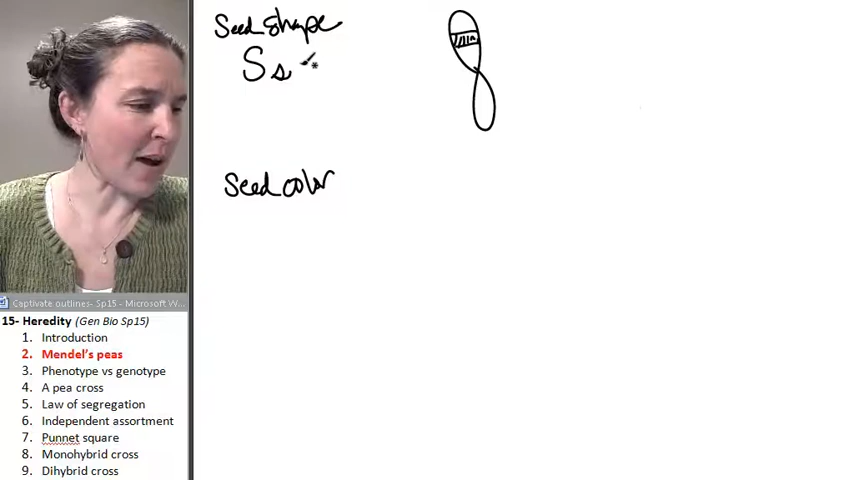 Seed shape
S s
Seed color
Captivate outlines- Sp15 - Microsoft W...
15- Heredity (Gen Bio Sp15)
1. Introduction
2. Mendel's peas
3. Phenotype vs genotype
4. A pea cross
5. Law of segregation
6. Independent assortment
7. Punnet square
8. Monohybrid cross
9. Dihybrid cross